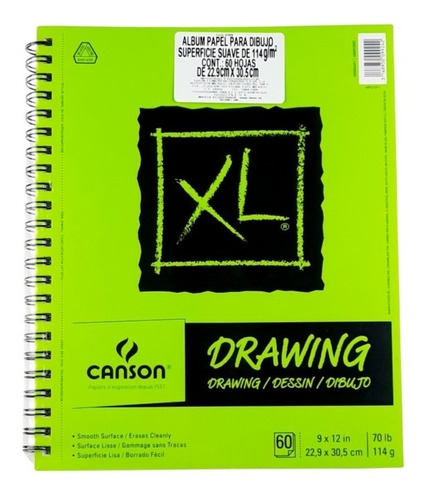 ALBUM PAPEL PARA DIBUJO
SUPERFICIE SUAVE DE 114g/m²
CONT.: 60 HOJAS
DE 22.9cm X 30.5cm
XL®
CANSON®
Papiers d'exception depuis 1557
DRAWING
DRAWING / DESSIN / DIBUJO
• Smooth Surface / Erases Cleanly
• Surface Lisse / Gommage sans Traces
• Superficie Lisa / Borrado Fácil
60
9 x 12 in
22,9 x 30,5 cm
70 lb
114 g